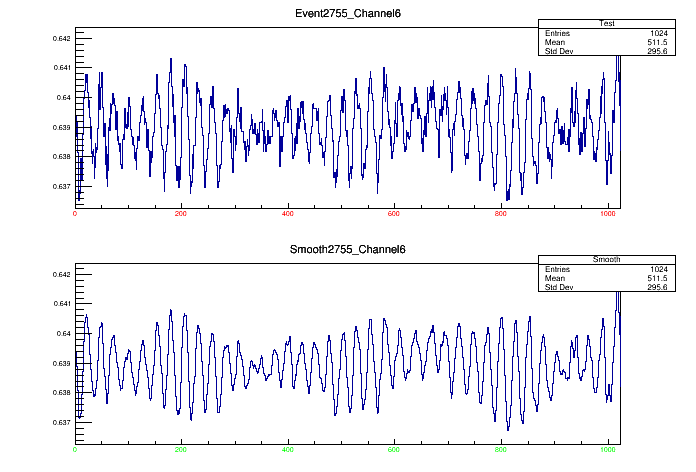 Event2755_Channel6
Test
Entries 1024
Mean 511.5
Std Dev 295.6
0.642
0.641
0.64
0.639
0.638
0.637
0 200 400 600 800 1000
Smooth2755_Channel6
Smooth
Entries 1024
Mean 511.5
Std Dev 295.6
0.642
0.641
0.64
0.639
0.638
0.637
0 200 400 600 800 1000